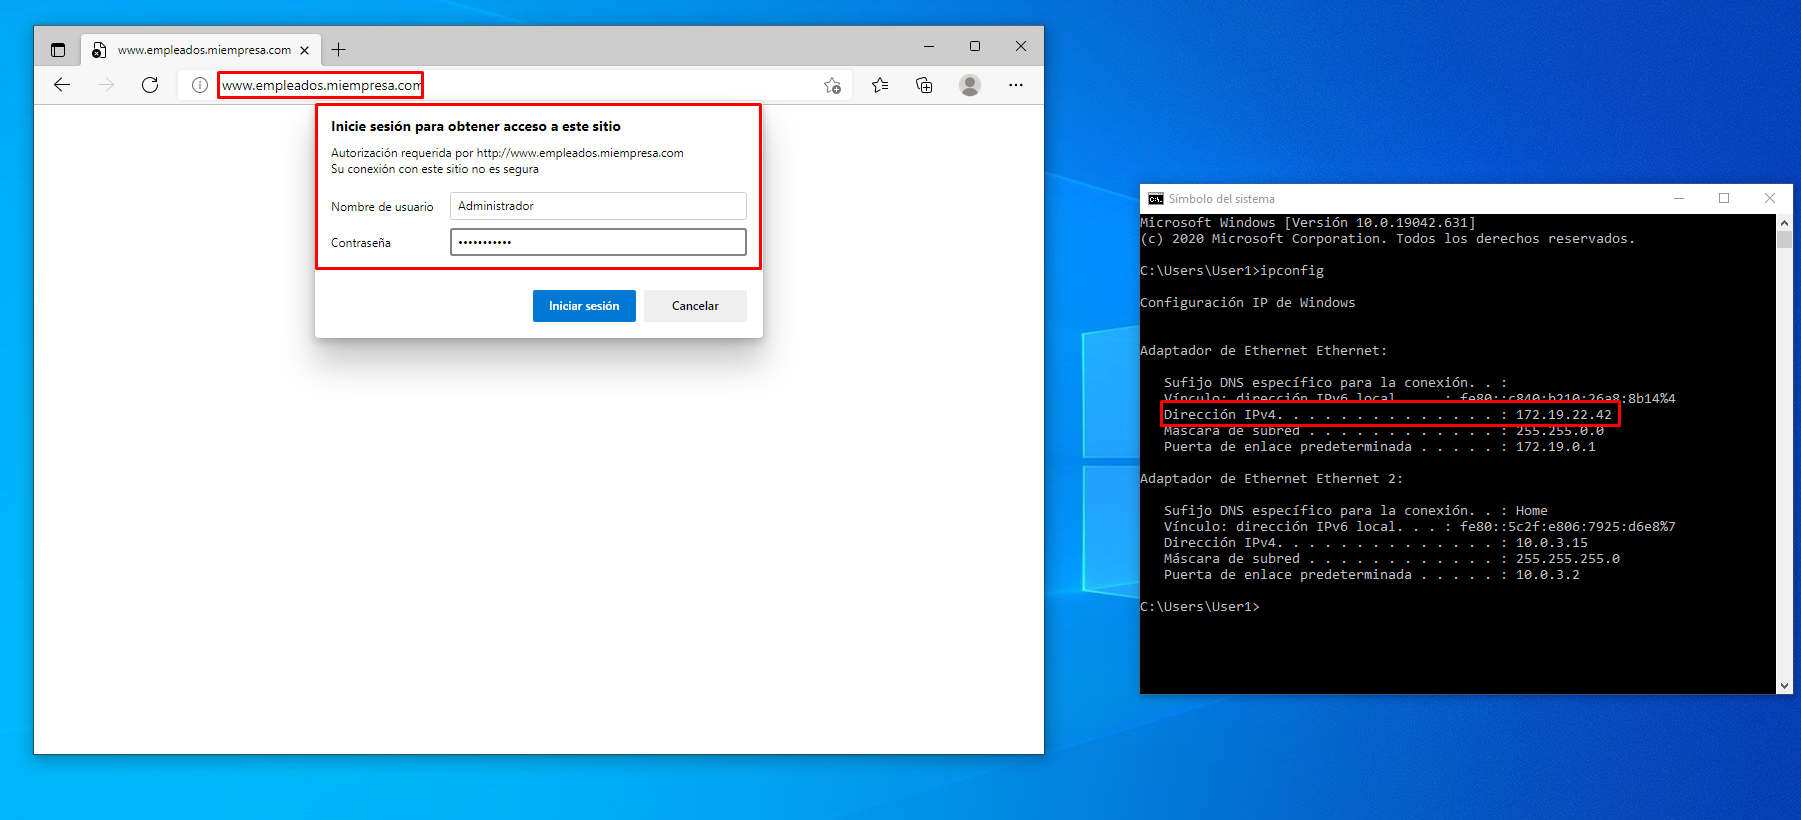 www.empleados.miempresa.com
www.empleados.miempresa.com
Inicie sesión para obtener acceso a este sitio
Autorización requerida por http://www.empleados.miempresa.com
Su conexión con este sitio no es segura
Nombre de usuario Administrador
Contraseña •••••••••••
Iniciar sesión Cancelar
Símbolo del sistema
Microsoft Windows [Versión 10.0.19042.631]
(c) 2020 Microsoft Corporation. Todos los derechos reservados.
C:\Users\User1>ipconfig
Configuración IP de Windows
Adaptador de Ethernet Ethernet:
Sufijo DNS específico para la conexión. . :
Vínculo: dirección IPv6 local. . . : fe80::c840:b210:26a8:8b14%4
Dirección IPv4. . . . . . . . . . . . . . : 172.19.22.42
Máscara de subred . . . . . . . . . . . . : 255.255.0.0
Puerta de enlace predeterminada . . . . . : 172.19.0.1
Adaptador de Ethernet Ethernet 2:
Sufijo DNS específico para la conexión. . : Home
Vínculo: dirección IPv6 local. . . : fe80::5c2f:e806:7925:d6e8%7
Dirección IPv4. . . . . . . . . . . . . . : 10.0.3.15
Máscara de subred . . . . . . . . . . . . : 255.255.255.0
Puerta de enlace predeterminada . . . . . : 10.0.3.2
C:\Users\User1>